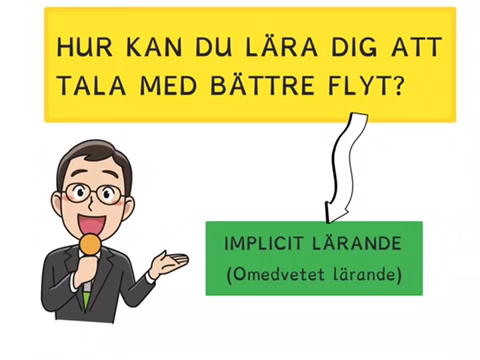 HUR KAN DU LÄRA DIG ATT
TALA MED BÄTTRE FLYT?
IMPLICIT LÄRANDE
(Omedvetet lärande)